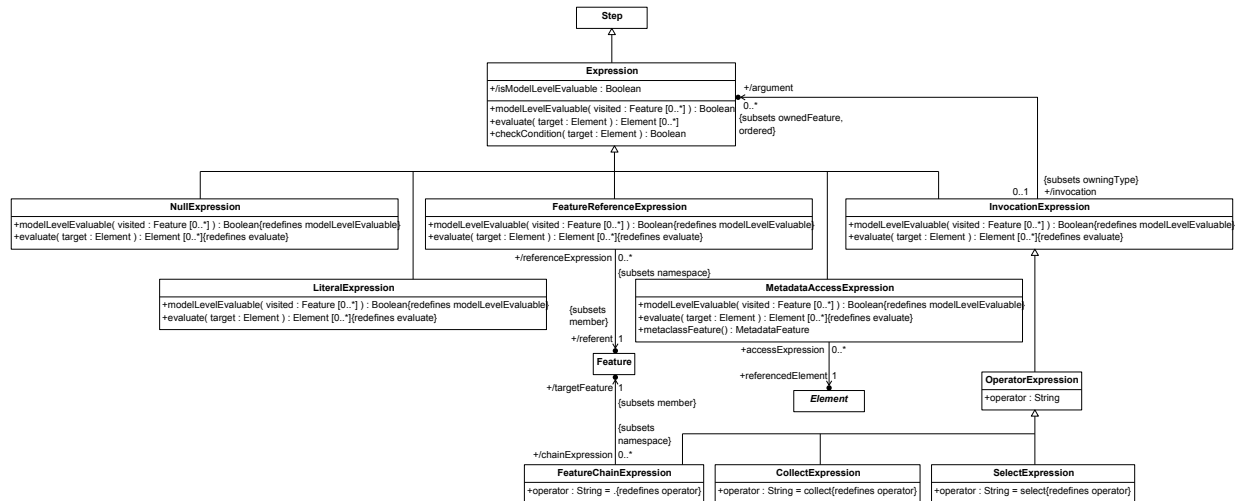 Step
Expression
+/isModelLevelEvaluable : Boolean
+modelLevelEvaluable( visited : Feature [0..*] ) : Boolean
+evaluate( target : Element ) : Element [0..*]
+checkCondition( target : Element ) : Boolean
+/argument
0..*
{subsets ownedFeature,
ordered}
{subsets owningType}
0..1
+/invocation
NullExpression
+modelLevelEvaluable( visited : Feature [0..*] ) : Boolean{redefines modelLevelEvaluable}
+evaluate( target : Element ) : Element [0..*]{redefines evaluate}
FeatureReferenceExpression
+modelLevelEvaluable( visited : Feature [0..*] ) : Boolean{redefines modelLevelEvaluable}
+evaluate( target : Element ) : Element [0..*]{redefines evaluate}
InvocationExpression
+modelLevelEvaluable( visited : Feature [0..*] ) : Boolean{redefines modelLevelEvaluable}
+evaluate( target : Element ) : Element [0..*]{redefines evaluate}
+/referenceExpression
0..*
{subsets namespace}
LiteralExpression
+modelLevelEvaluable( visited : Feature [0..*] ) : Boolean{redefines modelLevelEvaluable}
+evaluate( target : Element ) : Element [0..*]{redefines evaluate}
MetadataAccessExpression
+modelLevelEvaluable( visited : Feature [0..*] ) : Boolean{redefines modelLevelEvaluable}
+evaluate( target : Element ) : Element [0..*]{redefines evaluate}
+metaclassFeature() : MetadataFeature
{subsets
member}
+/referent
1
Feature
+/targetFeature
1
{subsets member}
{subsets
namespace}
+/chainExpression
0..*
+accessExpression
0..*
+referencedElement
1
Element
OperatorExpression
+operator : String
FeatureChainExpression
+operator : String = .{redefines operator}
CollectExpression
+operator : String = collect{redefines operator}
SelectExpression
+operator : String = select{redefines operator}